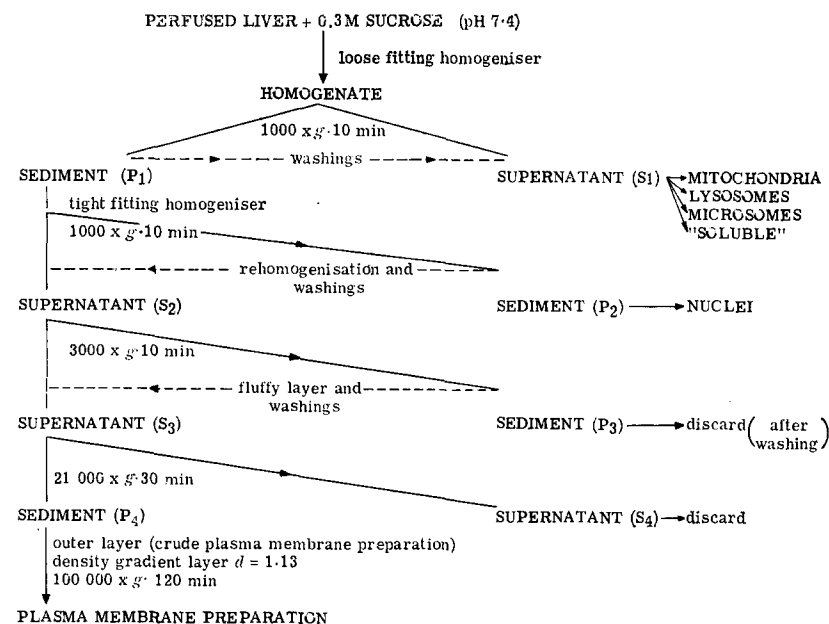 PERFUSED LIVER + 0.3M SUCROSE (pH 7·4)
loose fitting homogeniser
HOMOGENATE
1000 x g·10 min
washings
SEDIMENT (P1)
SUPERNATANT (S1)
MITOCHONDRIA
LYSOSOMES
MICROSOMES
"SOLUBLE"
tight fitting homogeniser
1000 x g·10 min
rehomogenisation and
washings
SUPERNATANT (S2)
SEDIMENT (P2)
NUCLEI
3000 x g·10 min
fluffy layer and
washings
SUPERNATANT (S3)
SEDIMENT (P3)
discard (after
washing)
21 000 x g·30 min
SEDIMENT (P4)
SUPERNATANT (S4)
discard
outer layer (crude plasma membrane preparation)
density gradient layer d = 1·13
100 000 x g· 120 min
PLASMA MEMBRANE PREPARATION